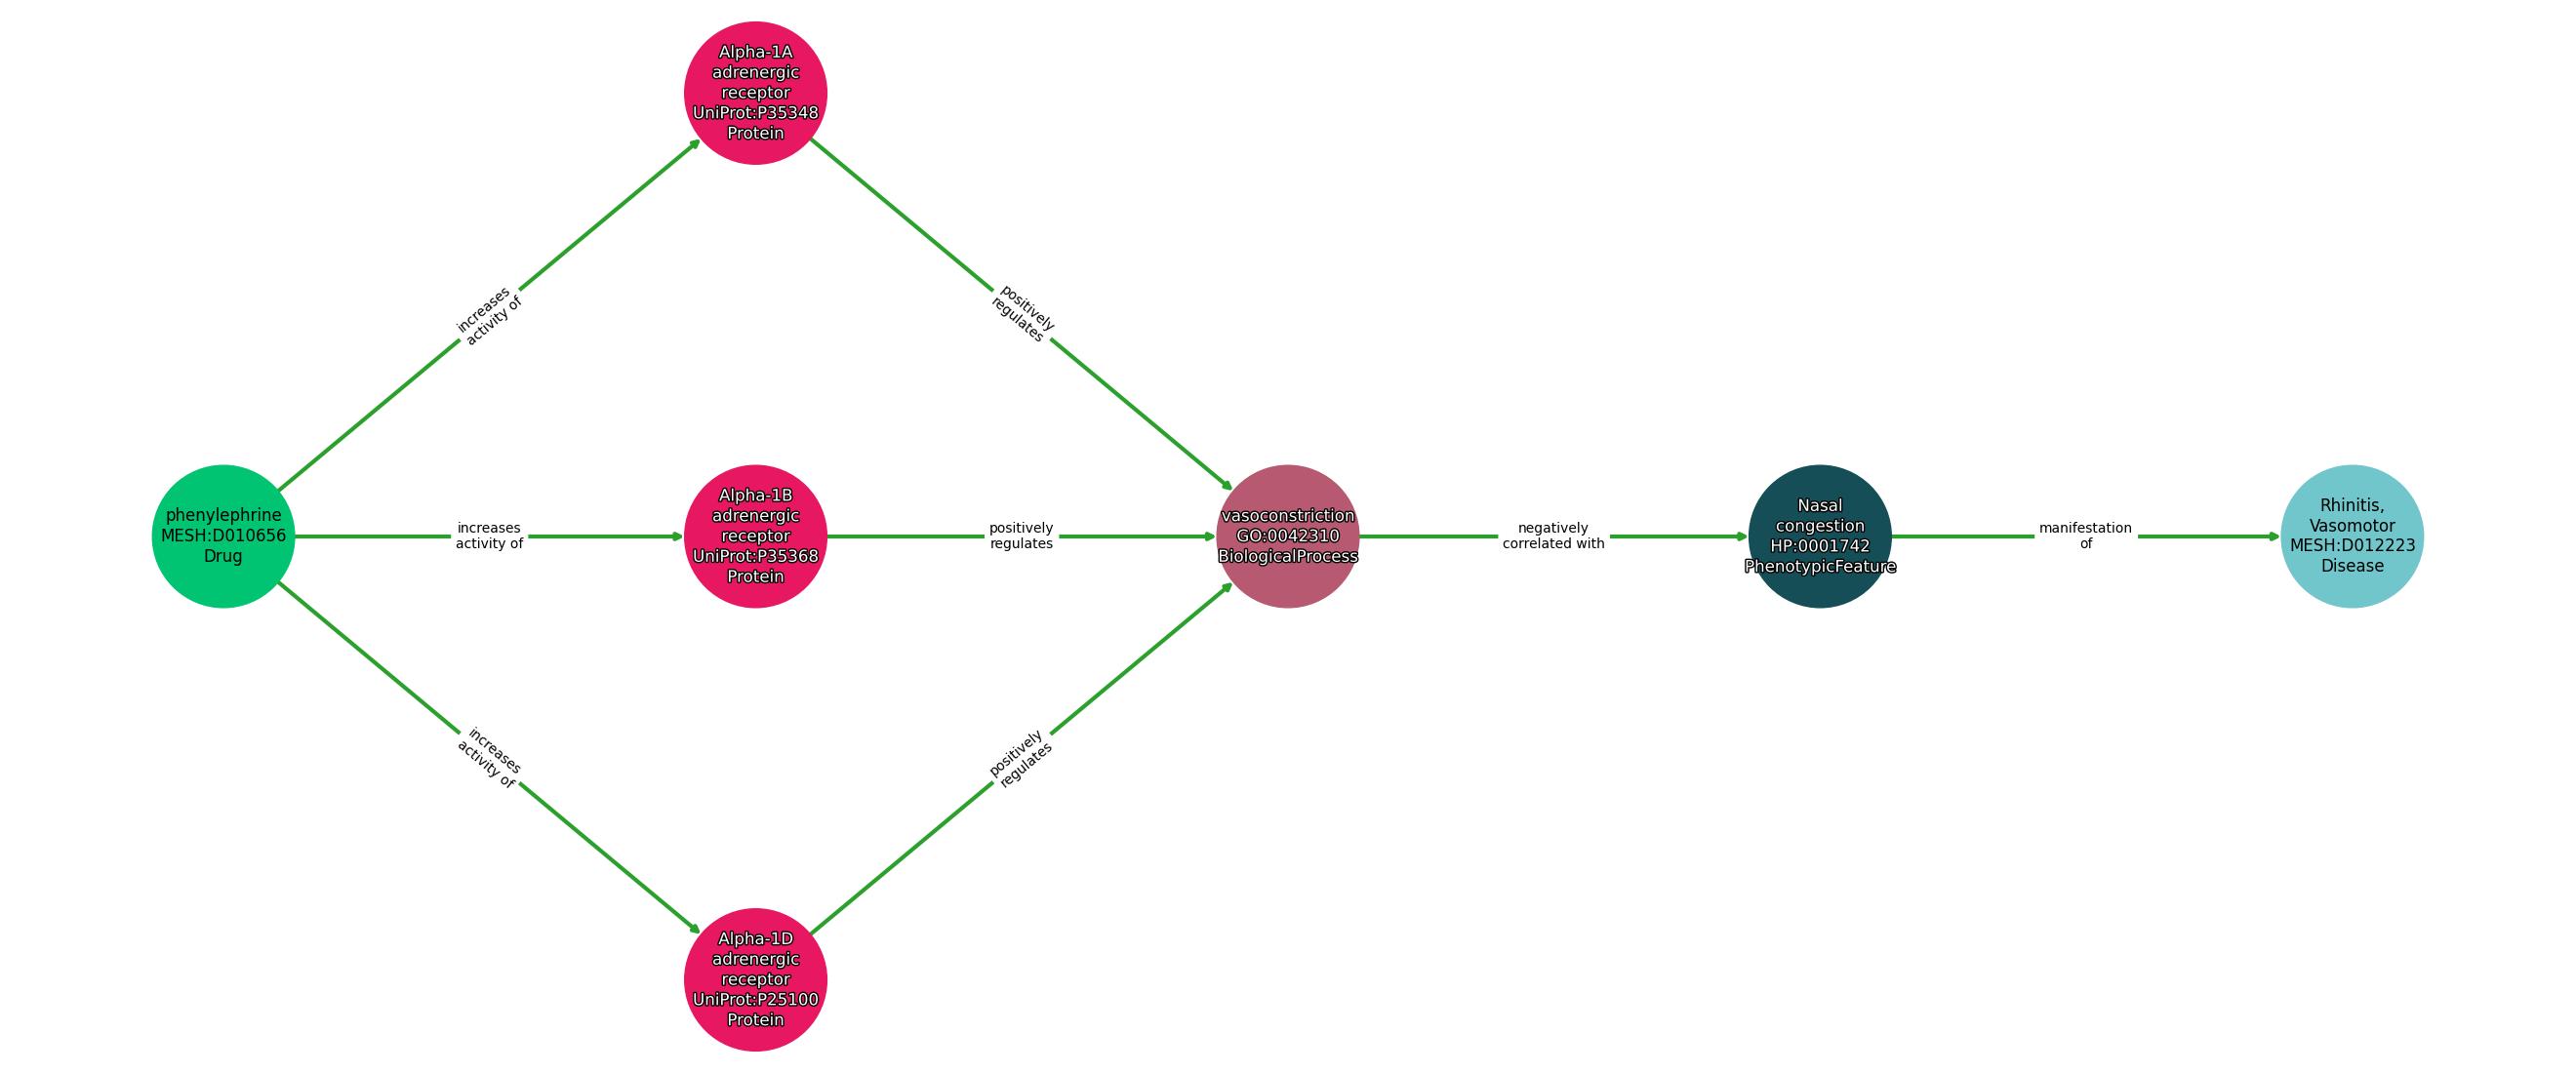 Alpha-1A
adrenergic
receptor
UniProt:P35348
Protein
increases
activity of
positively
regulates
phenylephrine
MESH:D010656
Drug
increases
activity of
Alpha-1B
adrenergic
receptor
UniProt:P35368
Protein
positively
regulates
vasoconstriction
GO:0042310
BiologicalProcess
negatively
correlated with
Nasal
congestion
HP:0001742
PhenotypicFeature
manifestation
of
Rhinitis,
Vasomotor
MESH:D012223
Disease
increases
activity of
positively
regulates
Alpha-1D
adrenergic
receptor
UniProt:P25100
Protein